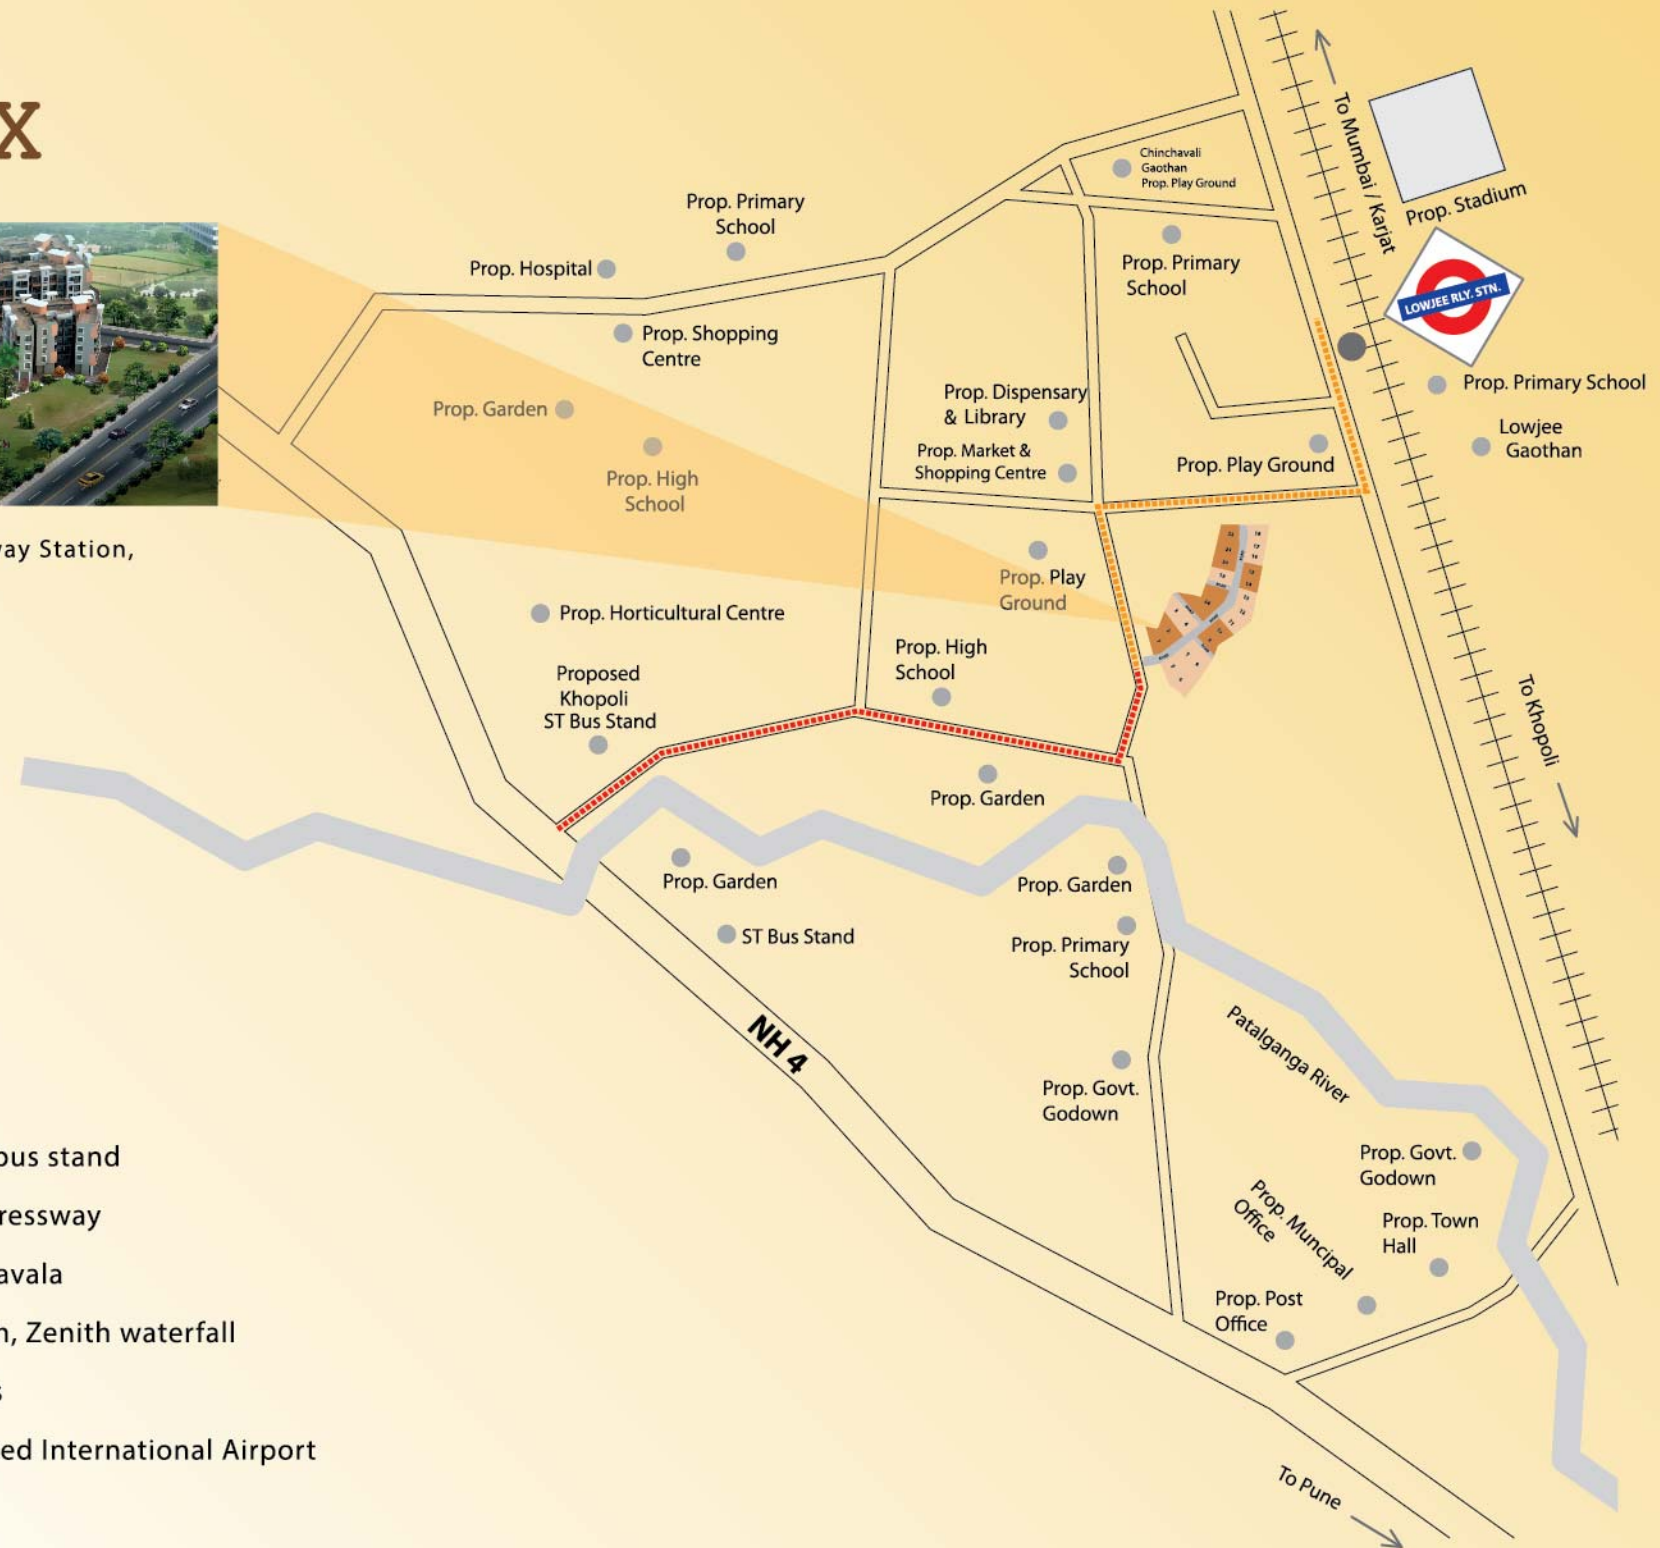 x
way Station,
bus stand
ressway
avala
n, Zenith waterfall
s
ed International Airport
Chinchavali
Gaothan
Prop. Play Ground
To Mumbai / Karjat
Prop. Stadium
Prop. Primary
School
Prop. Hospital
Prop. Primary
School
LOWJEE RLY. STN.
Prop. Shopping
Centre
Prop. Primary School
Prop. Dispensary
& Library
Prop. Garden
Lowjee
Gaothan
Prop. Market &
Shopping Centre
Prop. Play Ground
Prop. High
School
Prop. Play
Ground
Prop. Horticultural Centre
Prop. High
School
Proposed
Khopoli
ST Bus Stand
To Khopoli
Prop. Garden
Prop. Garden
Prop. Garden
ST Bus Stand
Prop. Primary
School
NH 4
Patalganga River
Prop. Govt.
Godown
Prop. Govt.
Godown
Prop. Muncipal
Office
Prop. Town
Hall
Prop. Post
Office
To Pune